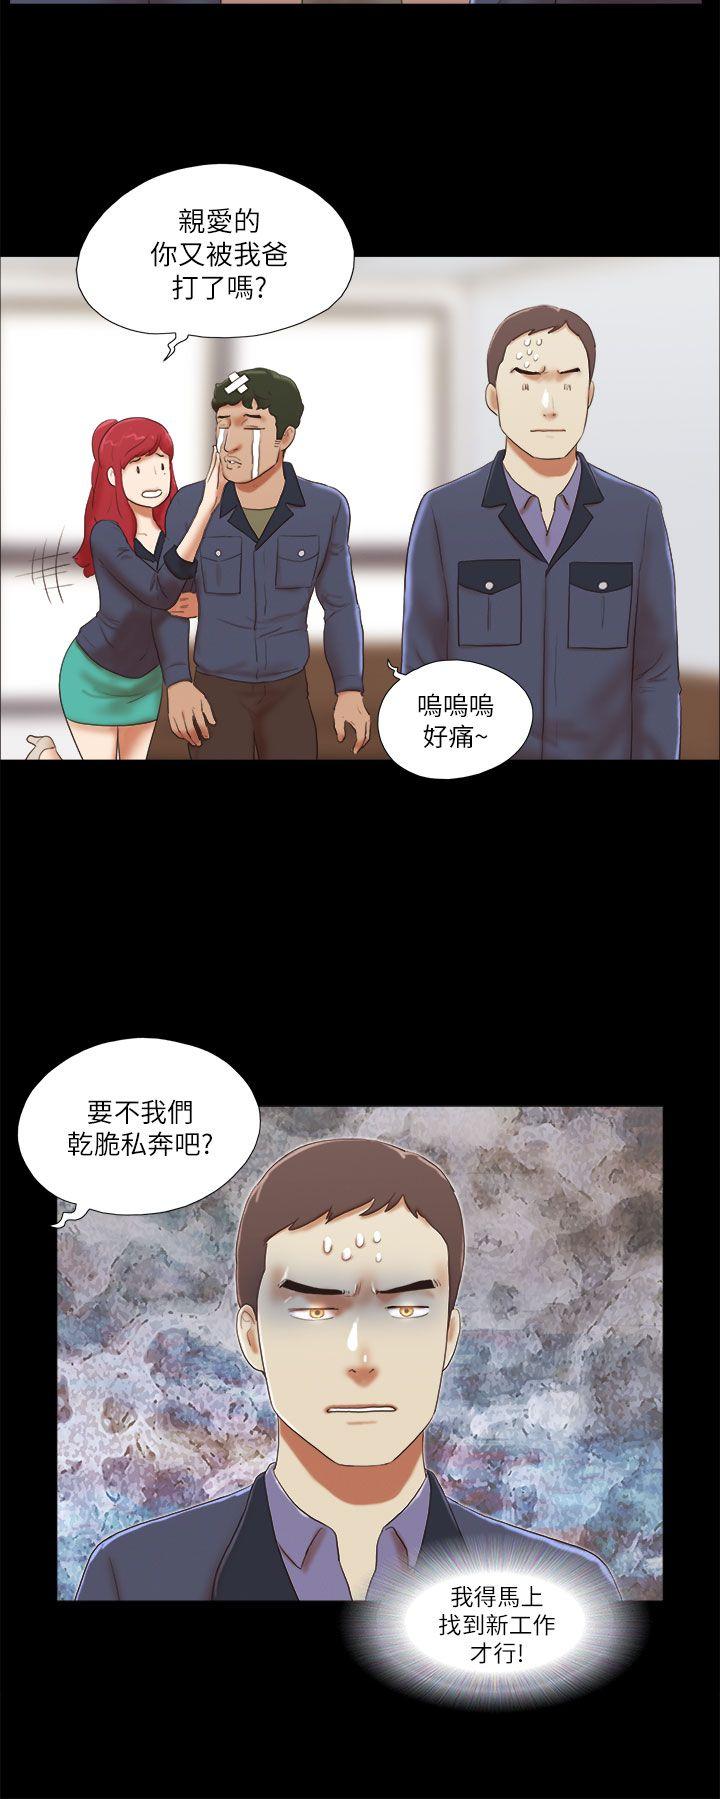 親愛的
你又被我爸
打了嗎?
嗚嗚嗚
好痛~
要不我們
乾脆私奔吧?
我得馬上
找到新工作
才行!